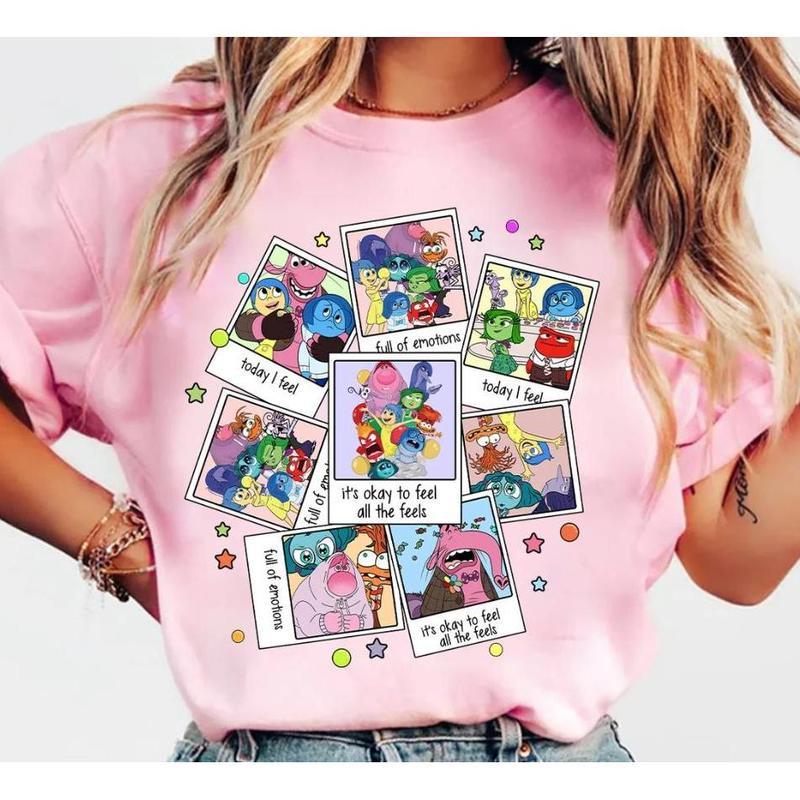 full of emotions
today I feel
today I feel
it's okay to feel
all the feels
full of
full of emotions
it's okay to feel
all the feels